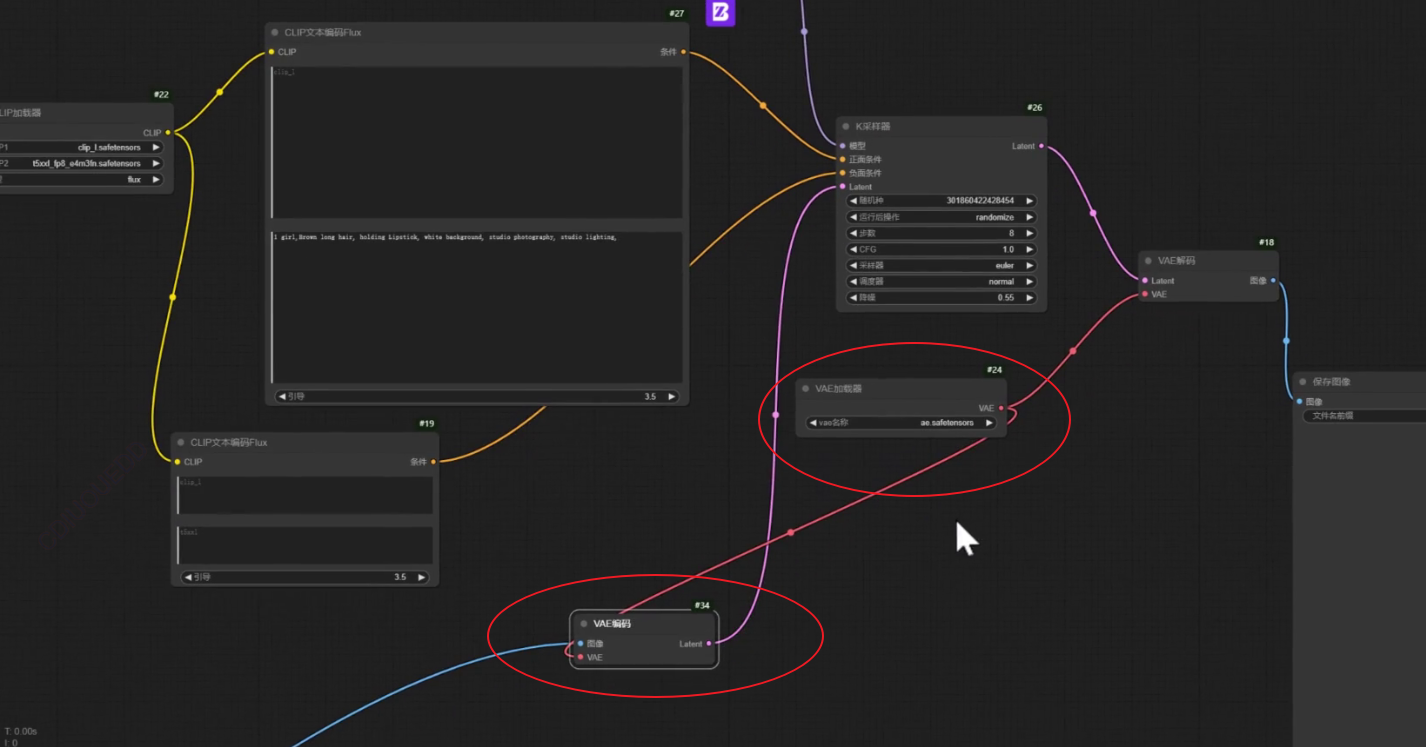 #27
CLIP文本编码Flux
CLIP
条件
clip_l
1 girl,Brown long hair, holding Lipstick, white background, studio photography, studio lighting,
引导
3.5
#22
LIP加载器
CLIP
P1
clip_l.safetensors
P2
t5xxl_fp8_e4m3fn.safetensors
flux
#19
CLIP文本编码Flux
CLIP
条件
clip_l
t5xxl
引导
3.5
#26
K采样器
模型
Latent
正面条件
负面条件
Latent
随机种
301860422428454
运行后操作
randomize
步数
8
CFG
1.0
采样器
euler
调度器
normal
降噪
0.55
#18
VAE解码
Latent
图像
VAE
#24
VAE加载器
VAE
vae名称
ae.safetensors
保存图像
图像
文件名前缀
#34
VAE编码
图像
Latent
VAE
T: 0.00s
I: 0